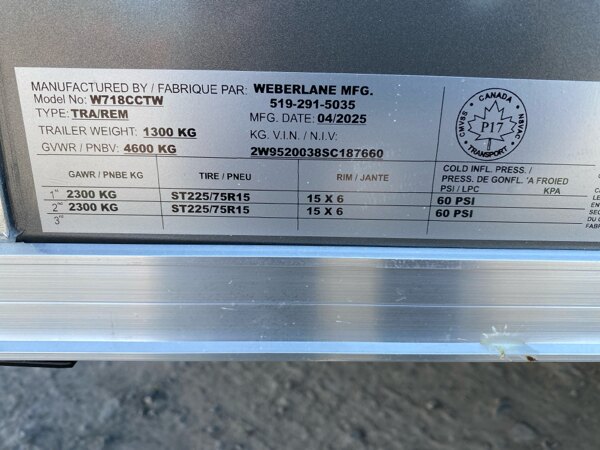 MANUFACTURED BY / FABRIQUE PAR: WEBERLANE MFG.
Model No: W718CCTW 519-291-5035
TYPE: TRA/REM MFG. DATE: 04/2025
TRAILER WEIGHT: 1300 KG KG. V.I.N. / N.I.V:
GVWR / PNBV: 4600 KG 2W9520038SC187660
CANADA
P17
TRANSPORT
GAWR / PNBE KG TIRE / PNEU RIM / JANTE COLD INFL. PRESS. /
PRESS. DE GONFL. 'A FROIED
PSI / LPC KPA
1st 2300 KG ST225/75R15 15 X 6 60 PSI
2nd 2300 KG ST225/75R15 15 X 6 60 PSI
3rd